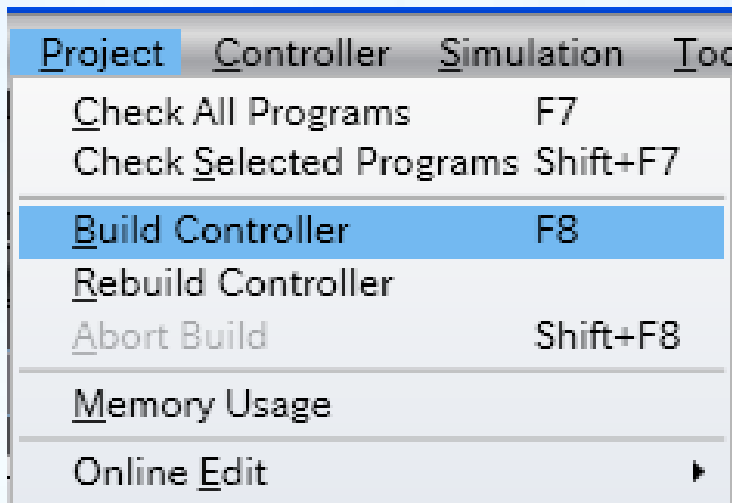 Project Controller Simulation
Check All Programs F7
Check Selected Programs Shift+F7
Build Controller F8
Rebuild Controller
Abort Build Shift+F8
Memory Usage
Online Edit